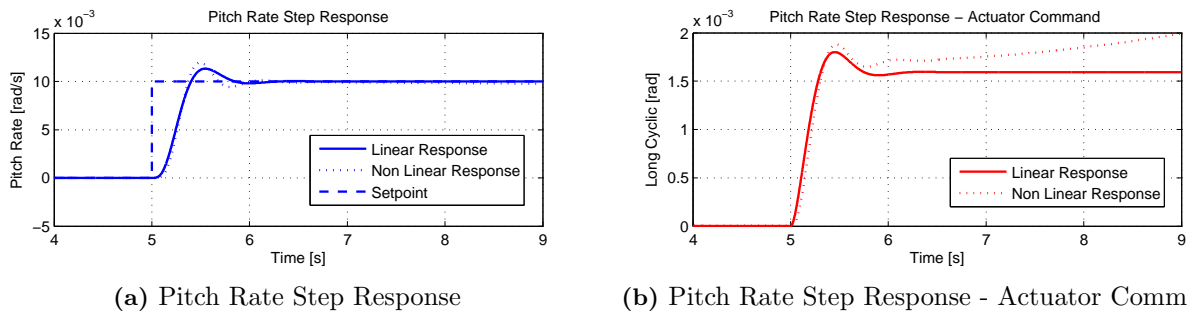 Pitch Rate Step Response
x 10⁻³
15
10
5
0
−5
Pitch Rate [rad/s]
Linear Response
Non Linear Response
Setpoint
4 5 6 7 8 9
Time [s]
(a) Pitch Rate Step Response
Pitch Rate Step Response − Actuator Command
x 10⁻³
2
1.5
1
0.5
0
Long Cyclic [rad]
Linear Response
Non Linear Response
4 5 6 7 8 9
Time [s]
(b) Pitch Rate Step Response - Actuator Comm